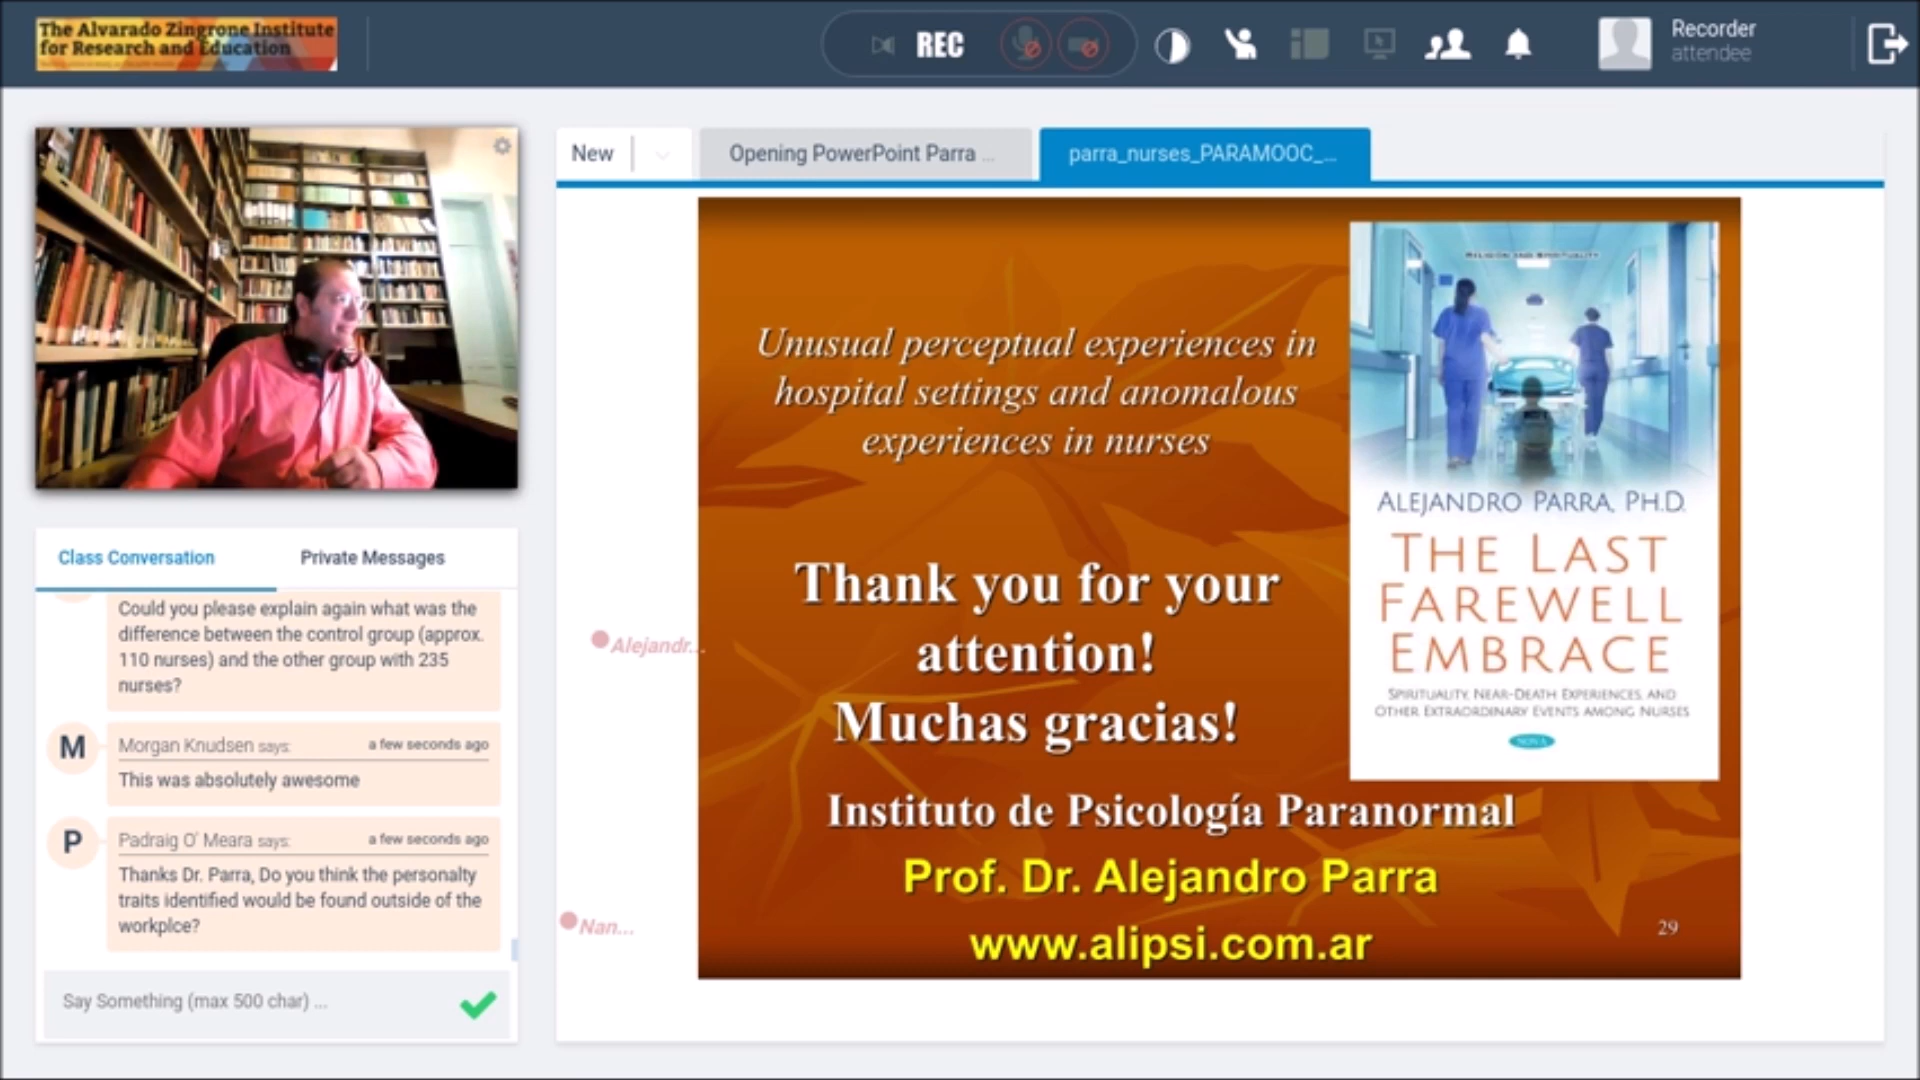 The Alvarado Zingrone Institute
for Research and Education
REC
Recorder
attendee
New
Opening PowerPoint Parra ...
parra_nurses_PARAMOOC_...
Class Conversation
Private Messages
Could you please explain again what was the
difference between the control group (approx.
110 nurses) and the other group with 235
nurses?
M
Morgan Knudsen says:
a few seconds ago
This was absolutely awesome
P
Padraig O' Meara says:
a few seconds ago
Thanks Dr. Parra, Do you think the personalty
traits identified would be found outside of the
workplce?
Say Something (max 500 char) ...
Alejandr...
Nan...
Unusual perceptual experiences in
hospital settings and anomalous
experiences in nurses
Thank you for your
attention!
Muchas gracias!
Instituto de Psicología Paranormal
Prof. Dr. Alejandro Parra
www.alipsi.com.ar
29
RELIGION AND SPIRITUALITY
ALEJANDRO PARRA, PH.D.
THE LAST
FAREWELL
EMBRACE
SPIRITUALITY, NEAR-DEATH EXPERIENCES, AND
OTHER EXTRAORDINARY EVENTS AMONG NURSES
NOVA